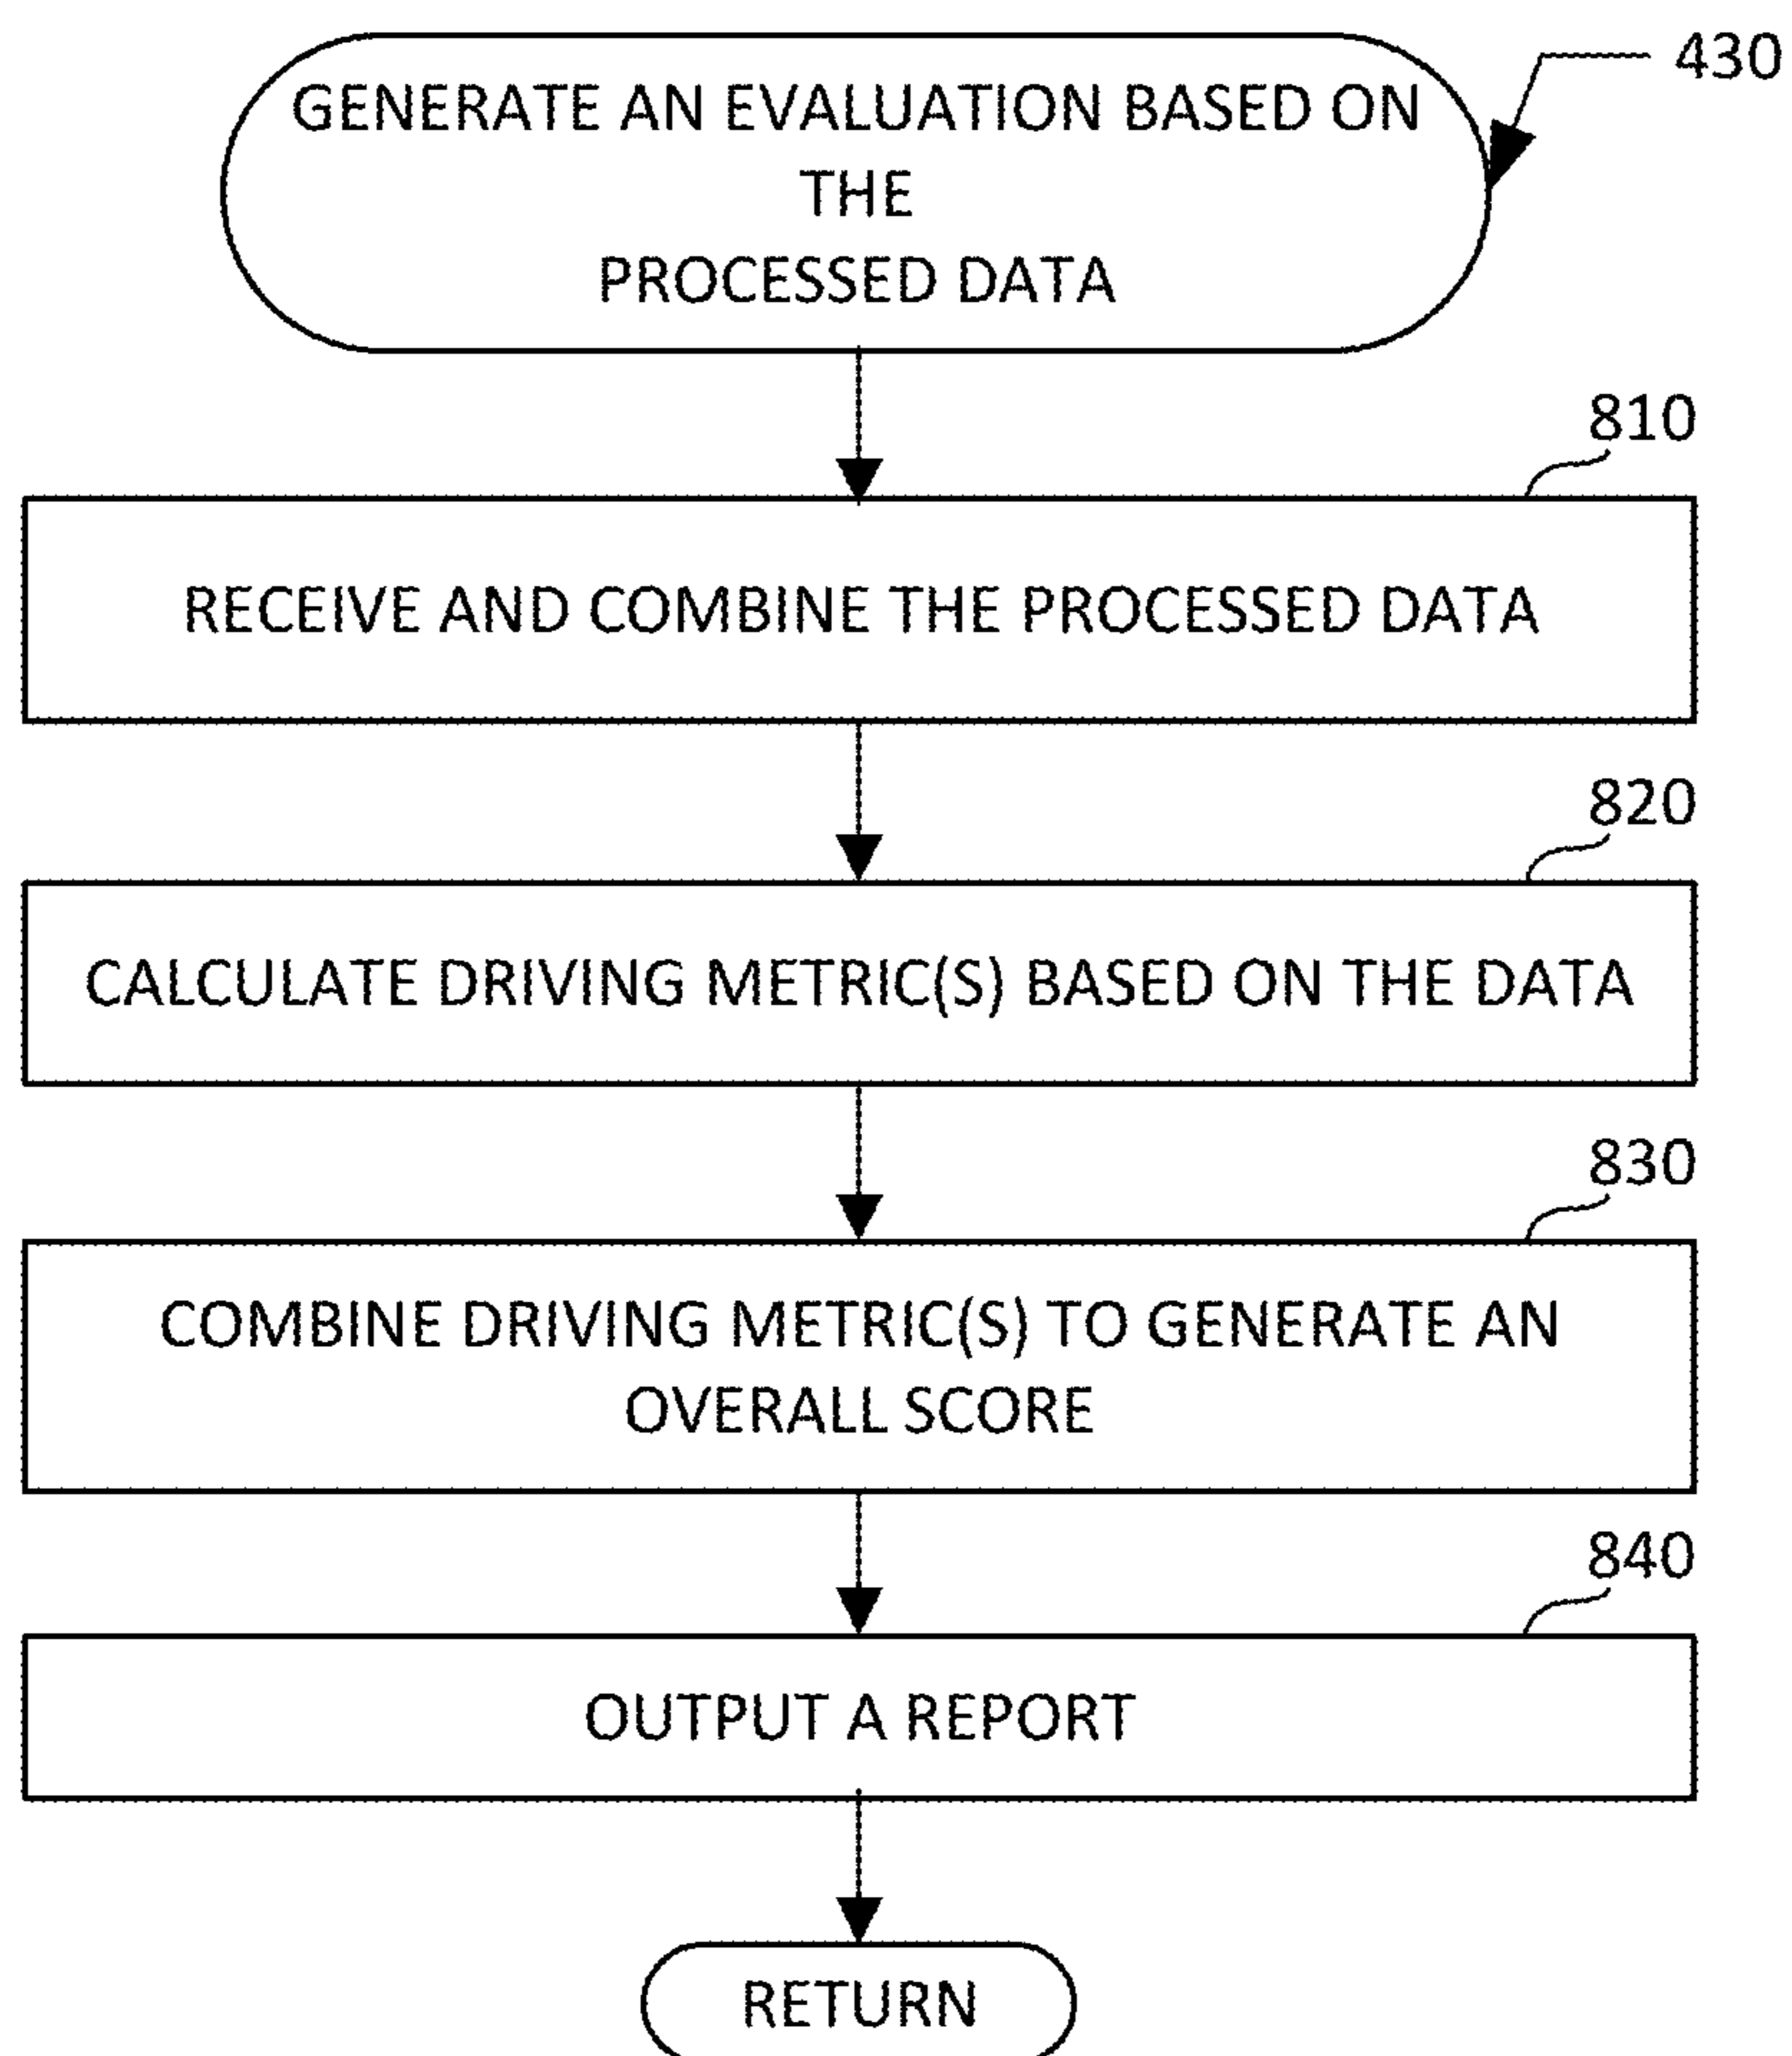 430
GENERATE AN EVALUATION BASED ON
THE
PROCESSED DATA
810
RECEIVE AND COMBINE THE PROCESSED DATA
820
CALCULATE DRIVING METRIC(S) BASED ON THE DATA
830
COMBINE DRIVING METRIC(S) TO GENERATE AN
OVERALL SCORE
840
OUTPUT A REPORT
RETURN